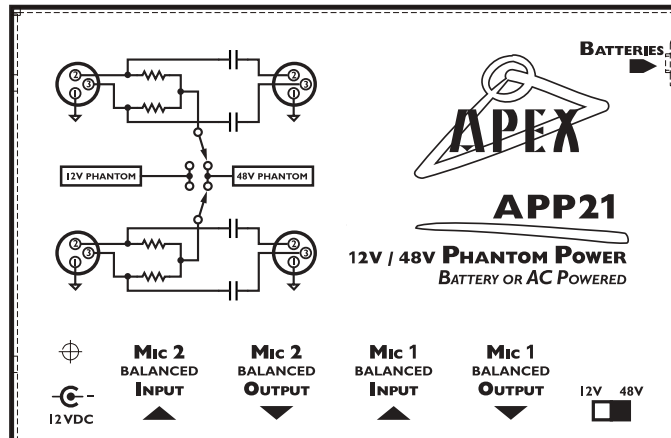 BATTERIES
2
3
1
2
3
1
APEX
12V PHANTOM
48V PHANTOM
APP21
2
3
1
2
3
1
12V / 48V PHANTOM POWER
BATTERY OR AC POWERED
MIC 2
BALANCED
INPUT
MIC 2
BALANCED
OUTPUT
MIC 1
BALANCED
INPUT
MIC 1
BALANCED
OUTPUT
12VDC
12V 48V